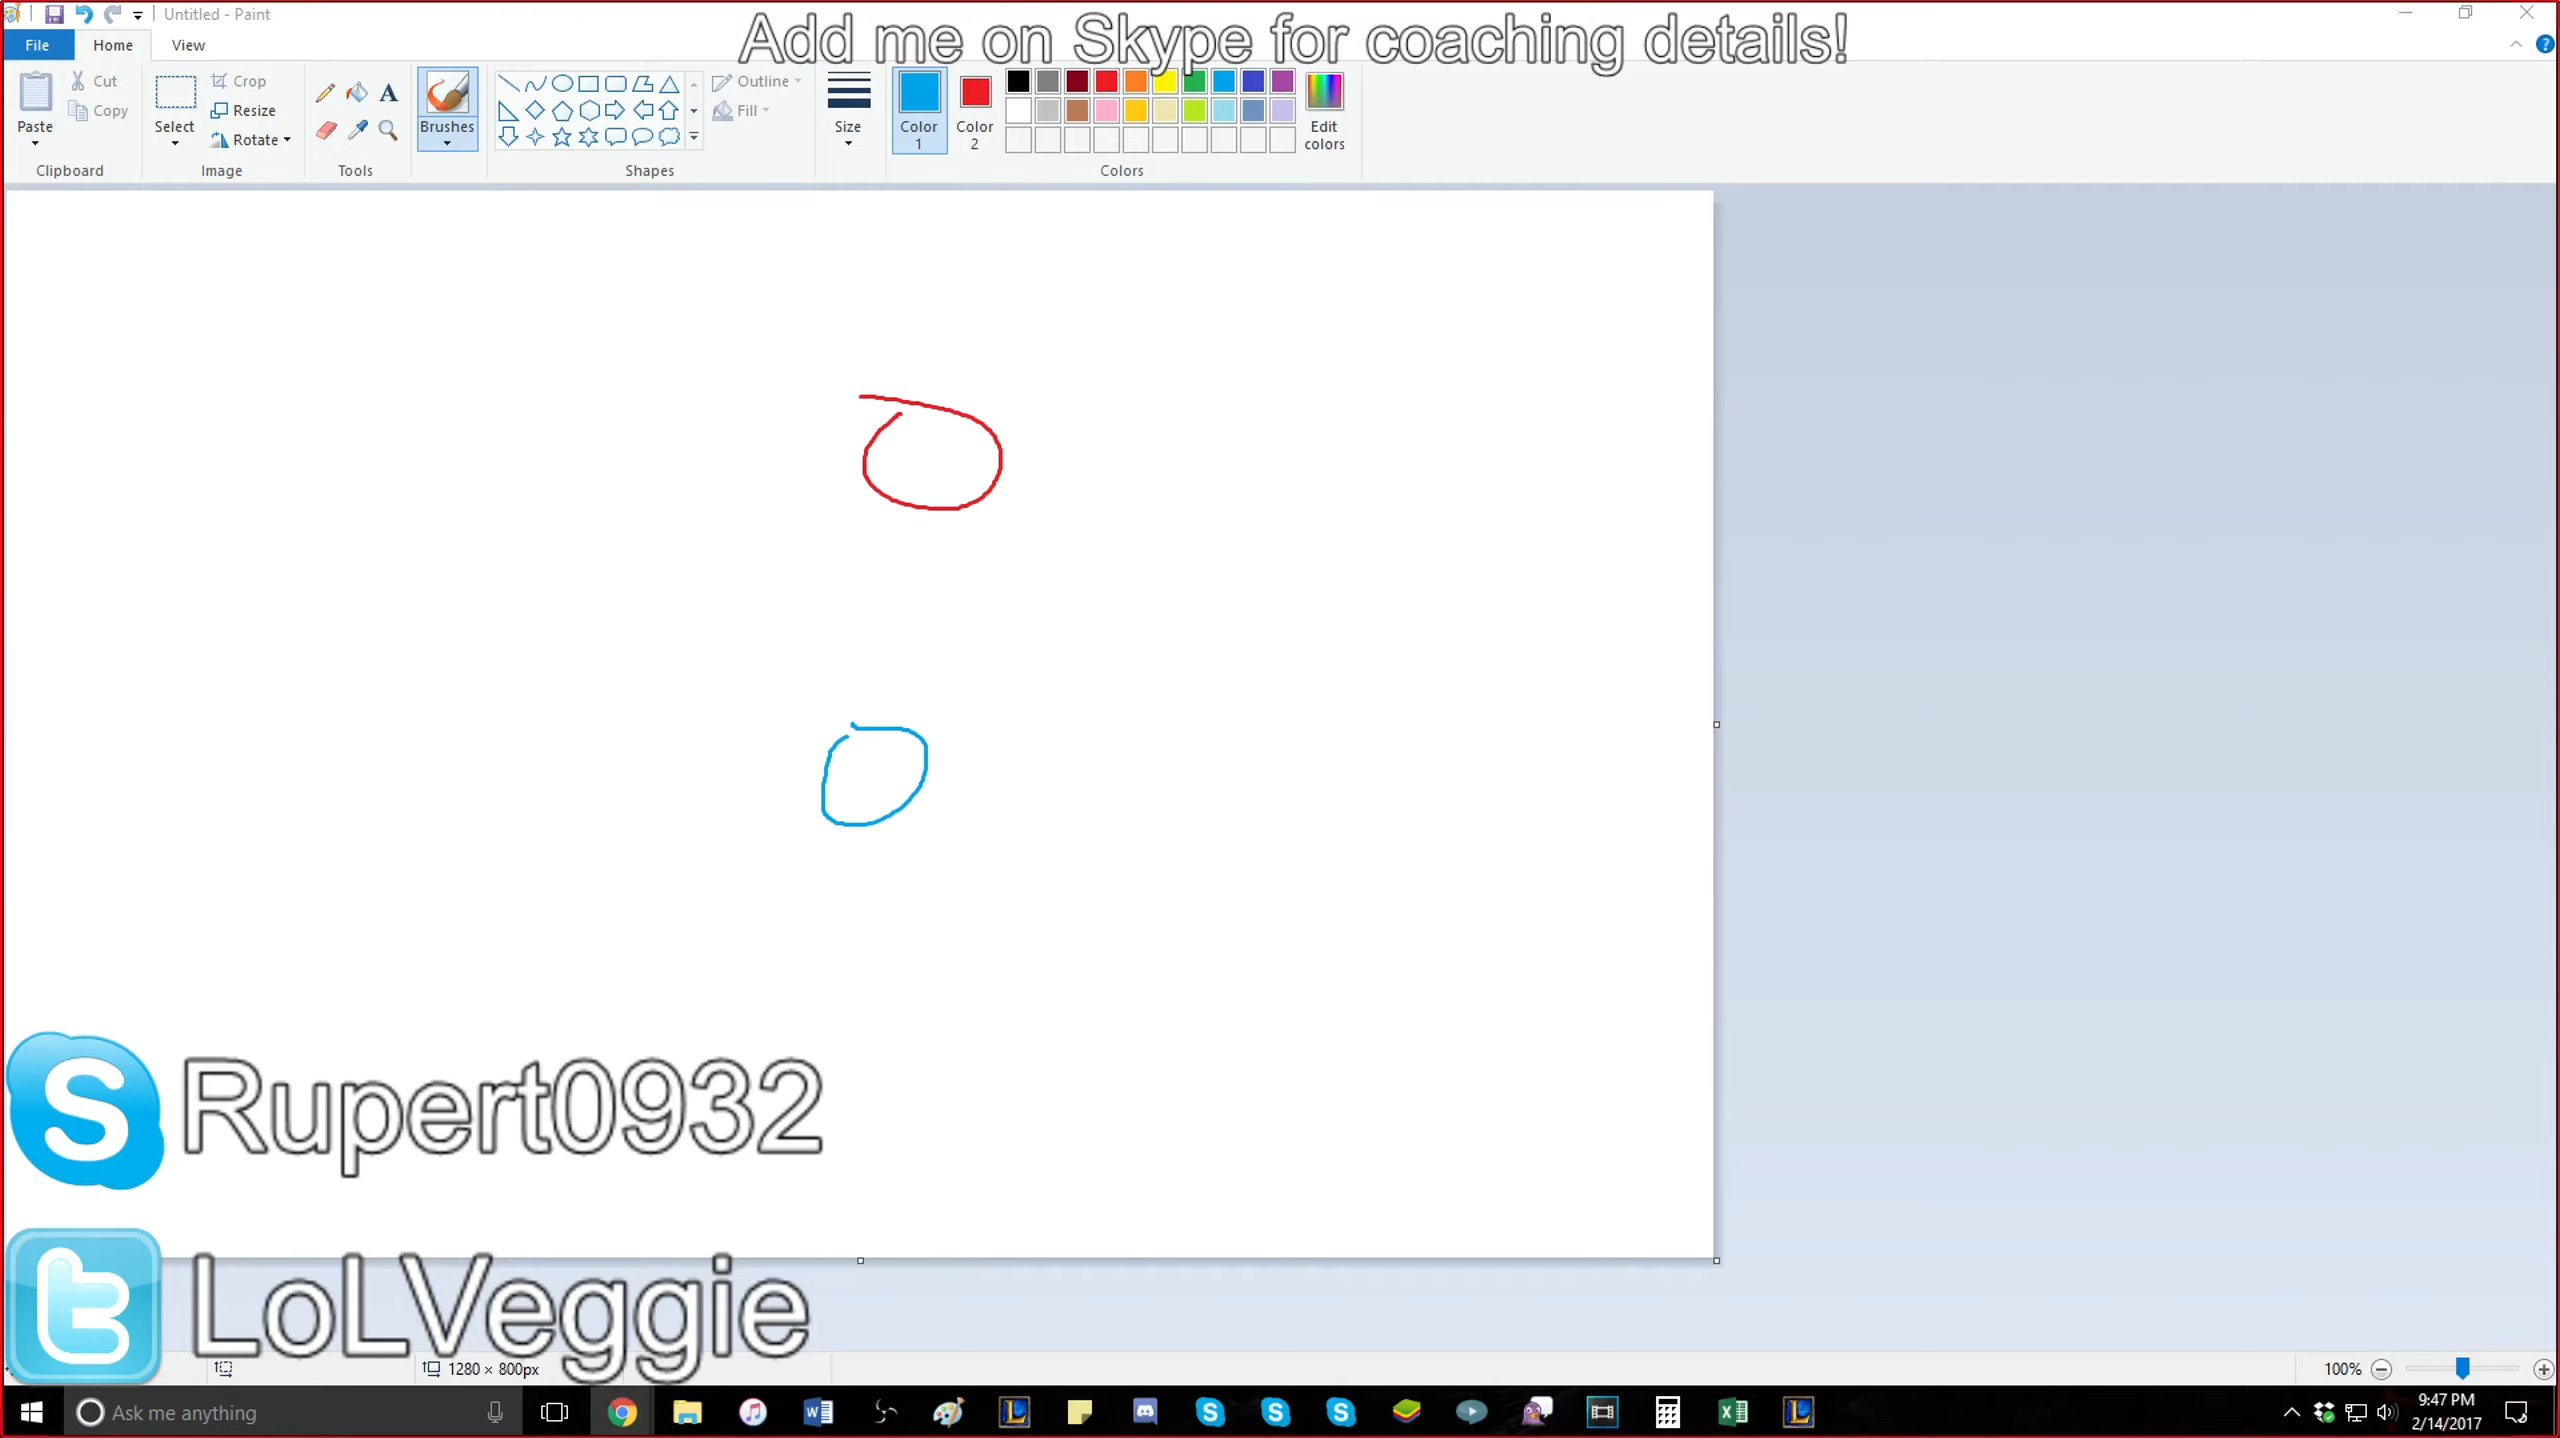 Untitled - Paint
Add me on Skype for coaching details!
File Home View
Paste Cut Copy
Clipboard
Select Crop Resize Rotate
Image
Tools
A
Brushes
Shapes
Outline Fill
Size
Color 1 Color 2
Edit colors
Colors
S Rupert0932
t LoLVeggie
1280 × 800px
100%
Ask me anything
9:47 PM
2/14/2017